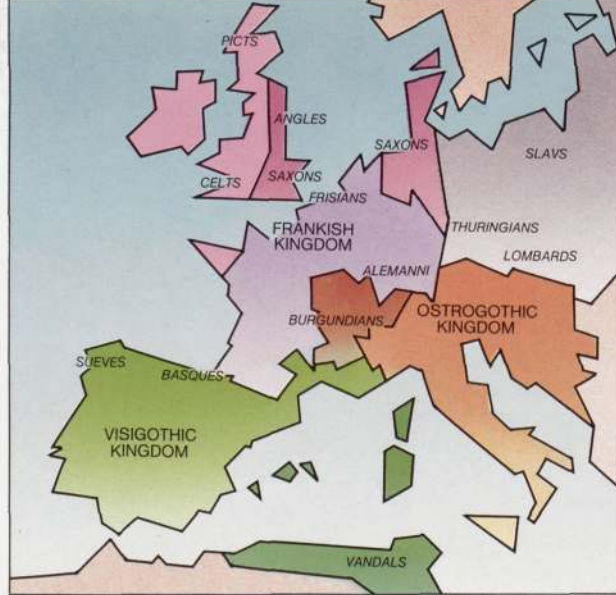 PICTS
ANGLES
SAXONS
SLAVS
CELTS
SAXONS
FRISIANS
FRANKISH
KINGDOM
THURINGIANS
LOMBARDS
ALEMANNI
OSTROGOTHIC
KINGDOM
BURGUNDIANS
SUEVES
BASQUES
VISIGOTHIC
KINGDOM
VANDALS